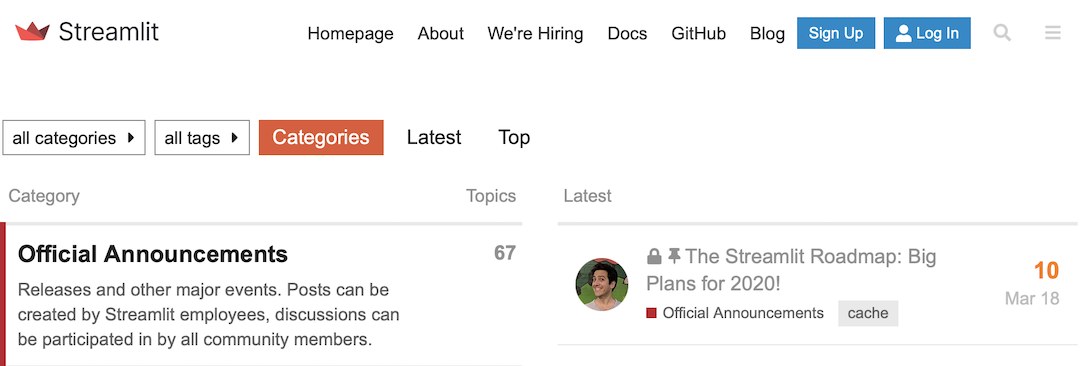 Streamlit
Homepage About We're Hiring Docs GitHub Blog Sign Up Log In
all categories all tags Categories Latest Top
Category Topics
Official Announcements 67
Releases and other major events. Posts can be
created by Streamlit employees, discussions can
be participated in by all community members.
Latest
The Streamlit Roadmap: Big
Plans for 2020!
Official Announcements cache
10
Mar 18